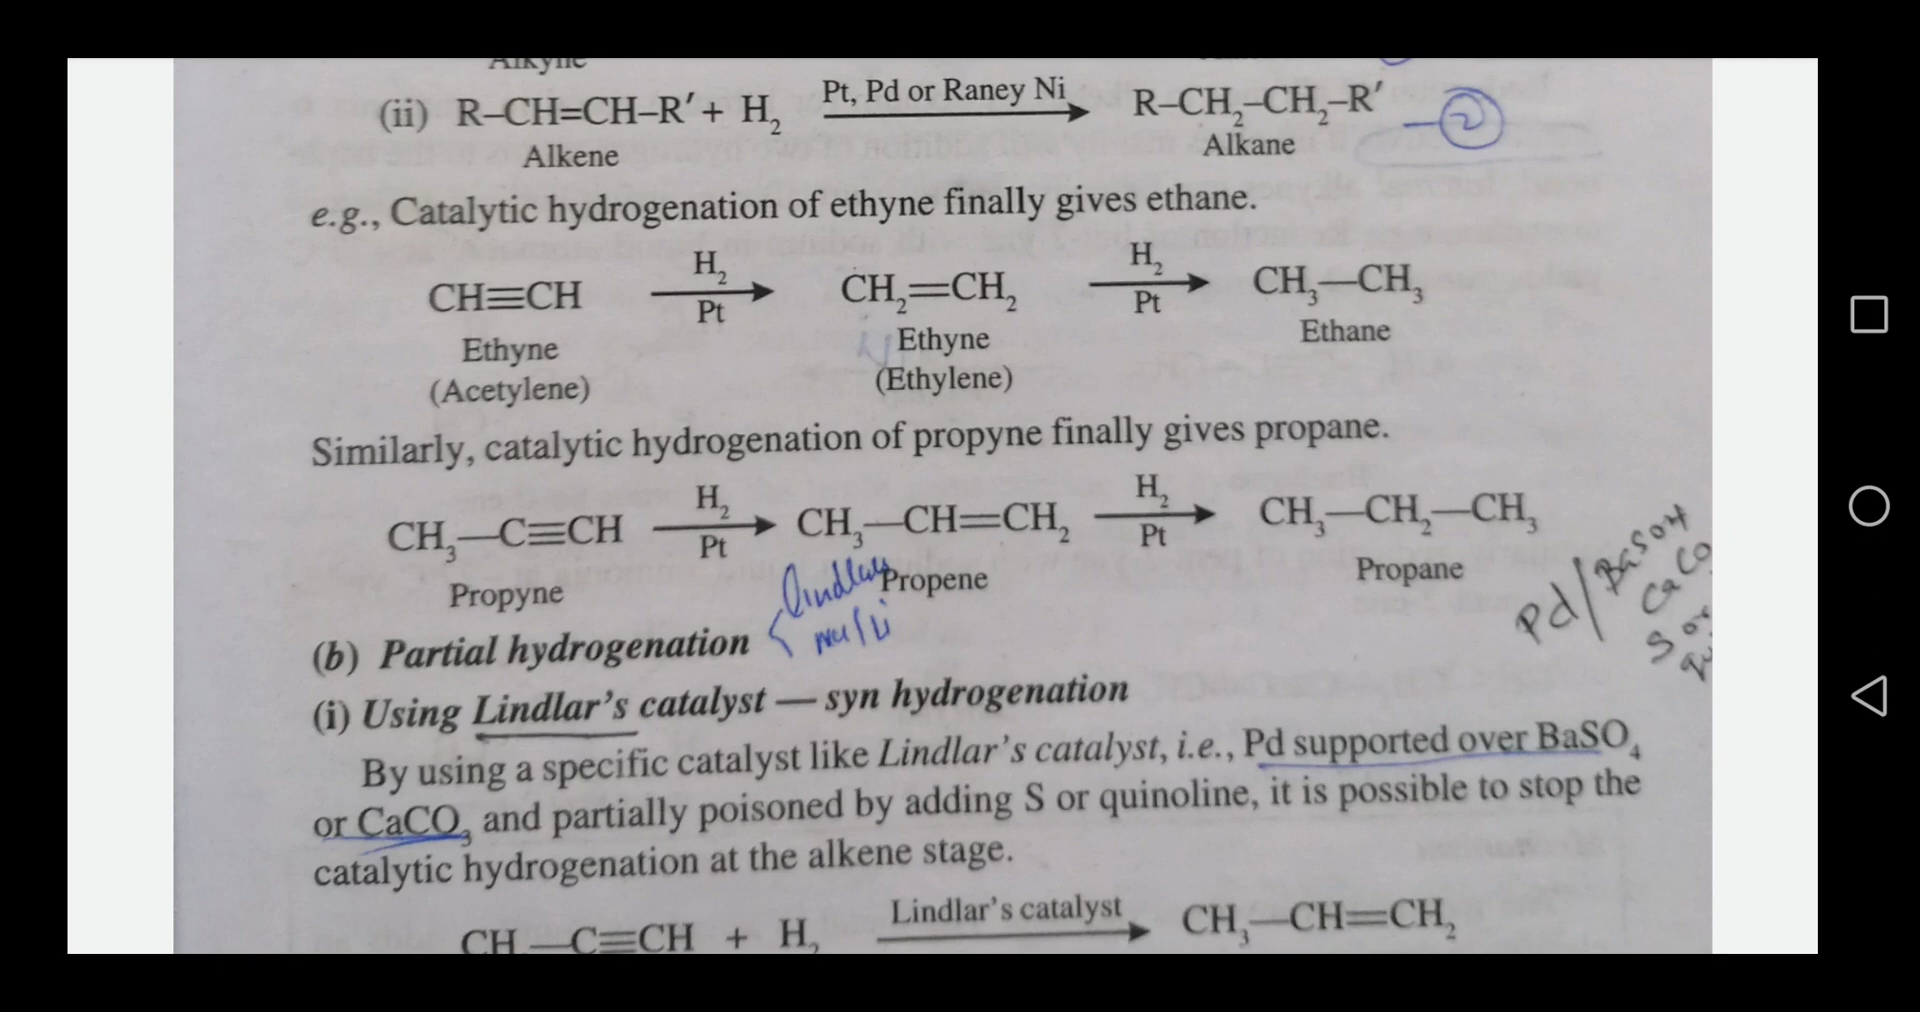 Alkyne
(ii) R–CH=CH–R′ + H₂ Pt, Pd or Raney Ni R–CH₂–CH₂–R′ – 2
Alkene Alkane
e.g., Catalytic hydrogenation of ethyne finally gives ethane.
CH≡CH H₂ Pt CH₂=CH₂ H₂ Pt CH₃—CH₃
Ethyne Ethyne Ethane
(Acetylene) (Ethylene)
Similarly, catalytic hydrogenation of propyne finally gives propane.
CH₃—C≡CH H₂ Pt CH₃—CH=CH₂ H₂ Pt CH₃—CH₂—CH₃
Propyne Propene Propane
Lindlar
Pd/BaSO4
CaCO
S or
(b) Partial hydrogenation
(i) Using Lindlar's catalyst — syn hydrogenation
By using a specific catalyst like Lindlar's catalyst, i.e., Pd supported over BaSO₄
or CaCO₃ and partially poisoned by adding S or quinoline, it is possible to stop the
catalytic hydrogenation at the alkene stage.
CH₃—C≡CH + H₂ Lindlar's catalyst CH₃—CH=CH₂